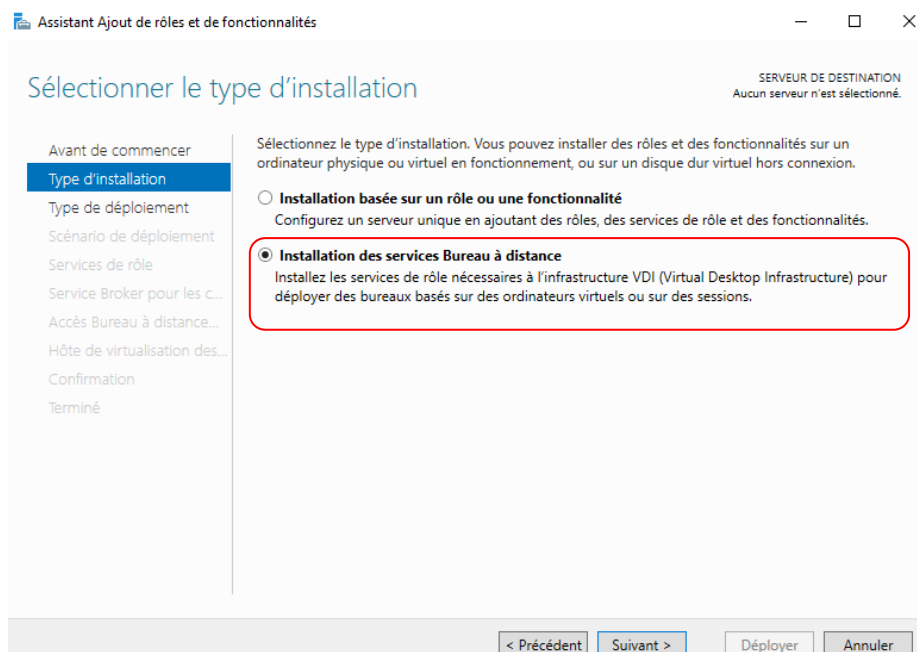 Assistant Ajout de rôles et de fonctionnalités
Sélectionner le type d'installation
SERVEUR DE DESTINATION
Aucun serveur n'est sélectionné.
Avant de commencer
Type d'installation
Type de déploiement
Scénario de déploiement
Services de rôle
Service Broker pour les c...
Accès Bureau à distance...
Hôte de virtualisation des...
Confirmation
Terminé
Sélectionnez le type d'installation. Vous pouvez installer des rôles et des fonctionnalités sur un
ordinateur physique ou virtuel en fonctionnement, ou sur un disque dur virtuel hors connexion.
Installation basée sur un rôle ou une fonctionnalité
Configurez un serveur unique en ajoutant des rôles, des services de rôle et des fonctionnalités.
Installation des services Bureau à distance
Installez les services de rôle nécessaires à l'infrastructure VDI (Virtual Desktop Infrastructure) pour
déployer des bureaux basés sur des ordinateurs virtuels ou sur des sessions.
< Précédent
Suivant >
Déployer
Annuler